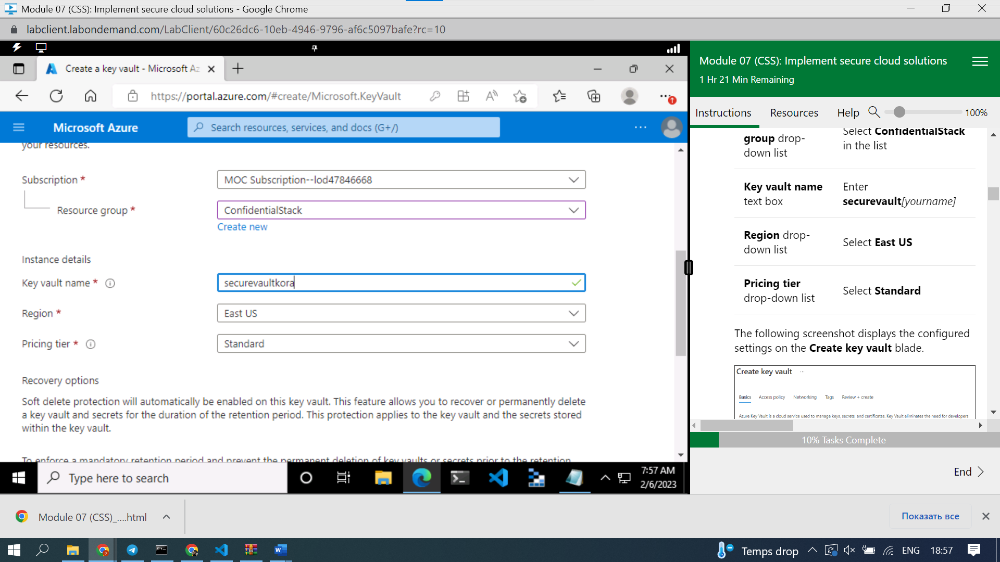 Module 07 (CSS): Implement secure cloud solutions - Google Chrome
labclient.labondemand.com/LabClient/60c26dc6-10eb-4946-9796-af6c5097bafe?rc=10
Create a key vault - Microsoft Az
https://portal.azure.com/#create/Microsoft.KeyVault
Microsoft Azure
Search resources, services, and docs (G+/)
your resources.
Subscription *
MOC Subscription--lod47846668
Resource group *
ConfidentialStack
Create new
Instance details
Key vault name *
securevaultkora
Region *
East US
Pricing tier *
Standard
Recovery options
Soft delete protection will automatically be enabled on this key vault. This feature allows you to recover or permanently delete
a key vault and secrets for the duration of the retention period. This protection applies to the key vault and the secrets stored
within the key vault.
To enforce a mandatory retention period and prevent the permanent deletion of key vaults or secrets prior to the retention
Type here to search
7:57 AM
2/6/2023
Module 07 (CSS): Implement secure cloud solutions
1 Hr 21 Min Remaining
Instructions Resources Help 100%
group drop-
down list
Select ConfidentialStack
in the list
Key vault name
text box
Enter
securevault[yourname]
Region drop-
down list
Select East US
Pricing tier
drop-down list
Select Standard
The following screenshot displays the configured
settings on the Create key vault blade.
Create key vault ...
Basics Access policy Networking Tags Review + create
Azure Key Vault is a cloud service used to manage keys, secrets, and certificates. Key Vault eliminates the need for developers
10% Tasks Complete
End
Module 07 (CSS)_....html
Показать все
Temps drop
ENG
18:57